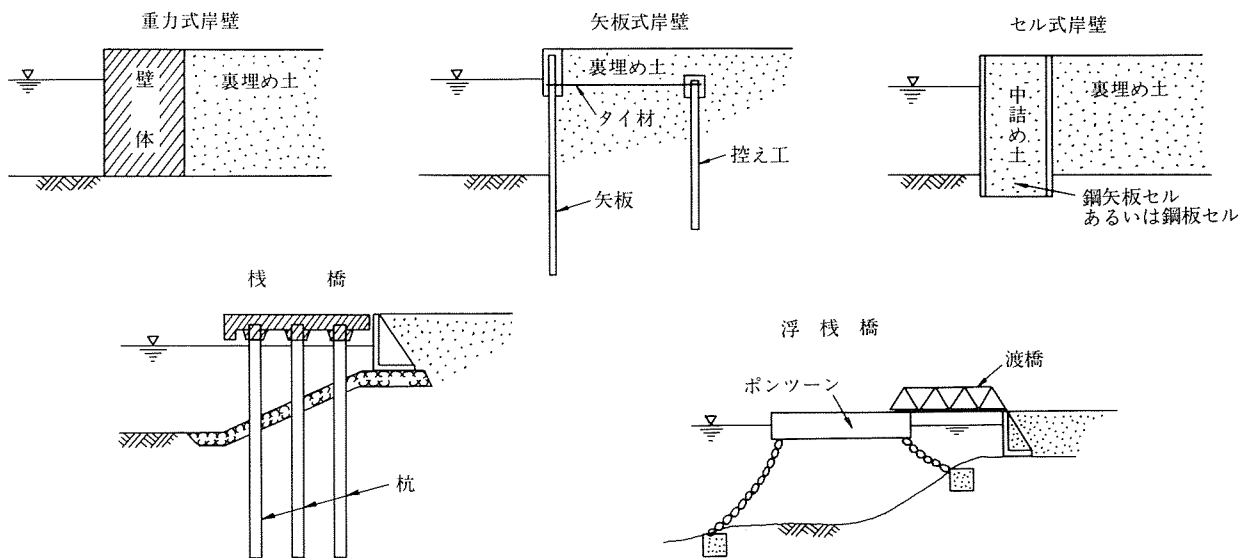 重力式岸壁
壁体
裏埋め土
矢板式岸壁
裏埋め土
タイ材
控え工
矢板
セル式岸壁
中詰め土
裏埋め土
鋼矢板セル
あるいは鋼板セル
桟橋
杭
浮桟橋
ポンツーン
渡橋